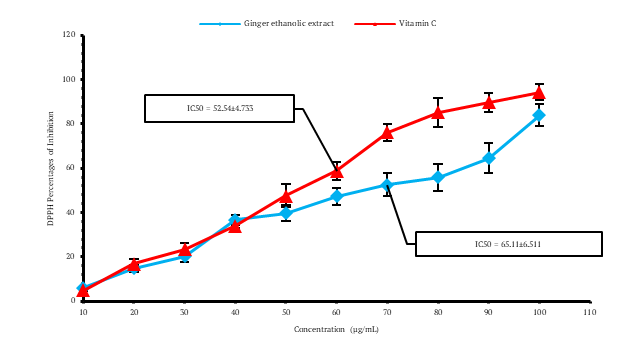 Ginger ethanolic extract
Vitamin C
120
100
80
60
40
20
0
DPPH Percentages of Inhibition
IC50 = 52.54±4.733
IC50 = 65.11±6.511
10 20 30 40 50 60 70 80 90 100 110
Concentration (µg/mL)